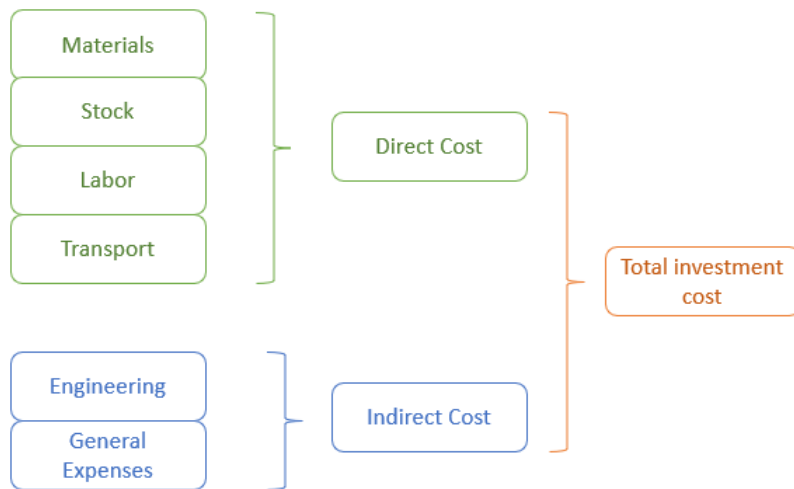 Materials
Stock
Labor
Transport
Direct Cost
Total investment
cost
Engineering
General
Expenses
Indirect Cost